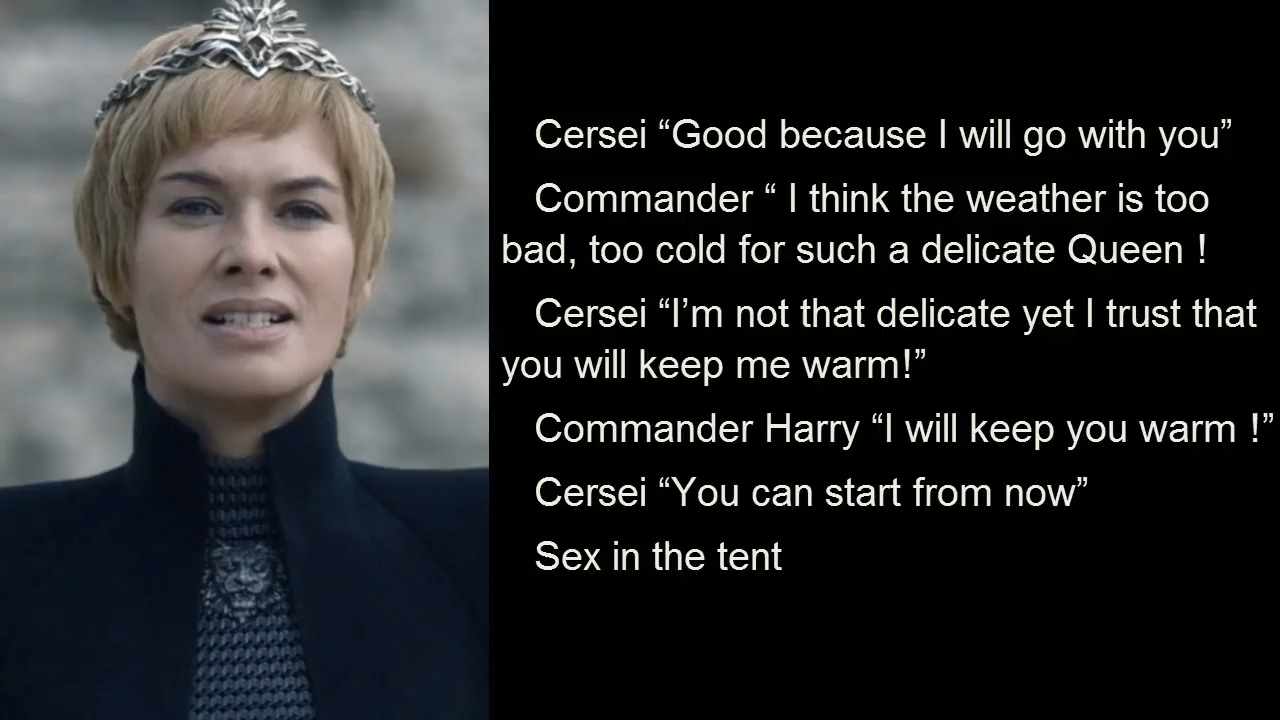 Cersei “Good because I will go with you”
Commander “ I think the weather is too
bad, too cold for such a delicate Queen !
Cersei “I’m not that delicate yet I trust that
you will keep me warm!”
Commander Harry “I will keep you warm !”
Cersei “You can start from now”
Sex in the tent